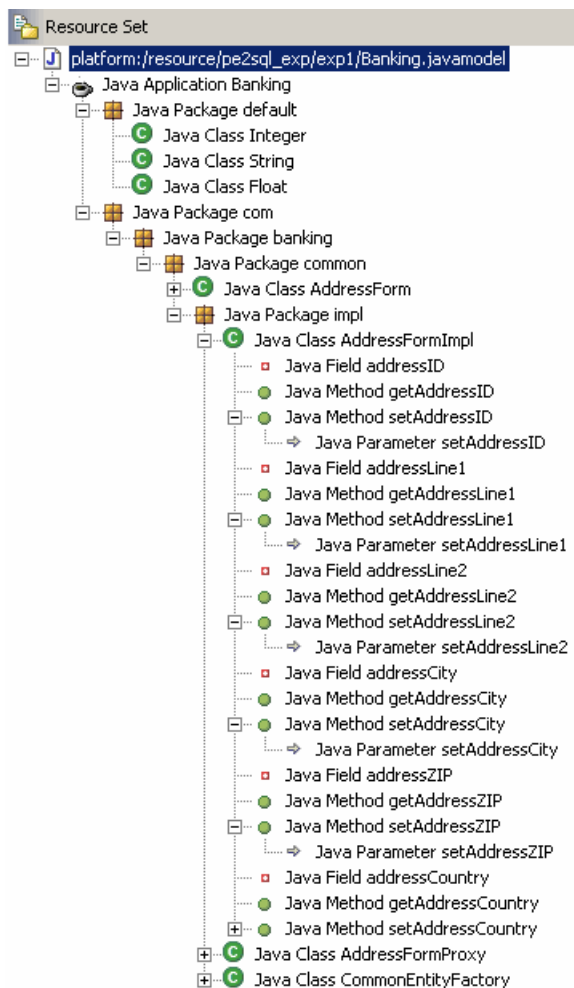 Resource Set
platform:/resource/pe2sql_exp/exp1/Banking.javamodel
Java Application Banking
Java Package default
Java Class Integer
Java Class String
Java Class Float
Java Package com
Java Package banking
Java Package common
Java Class AddressForm
Java Package impl
Java Class AddressFormImpl
Java Field addressID
Java Method getAddressID
Java Method setAddressID
Java Parameter setAddressID
Java Field addressLine1
Java Method getAddressLine1
Java Method setAddressLine1
Java Parameter setAddressLine1
Java Field addressLine2
Java Method getAddressLine2
Java Method setAddressLine2
Java Parameter setAddressLine2
Java Field addressCity
Java Method getAddressCity
Java Method setAddressCity
Java Parameter setAddressCity
Java Field addressZIP
Java Method getAddressZIP
Java Method setAddressZIP
Java Parameter setAddressZIP
Java Field addressCountry
Java Method getAddressCountry
Java Method setAddressCountry
Java Class AddressFormProxy
Java Class CommonEntityFactory